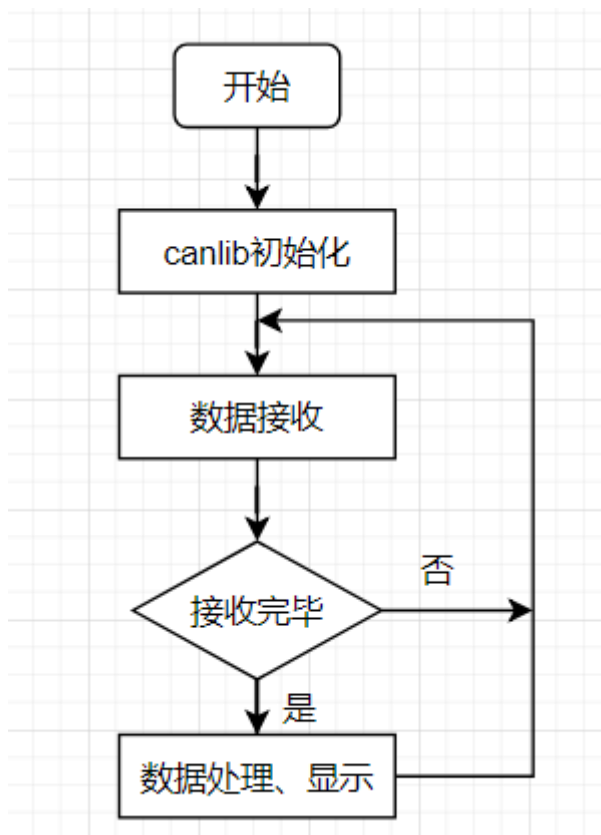 开始
canlib初始化
数据接收
接收完毕
否
是
数据处理、显示